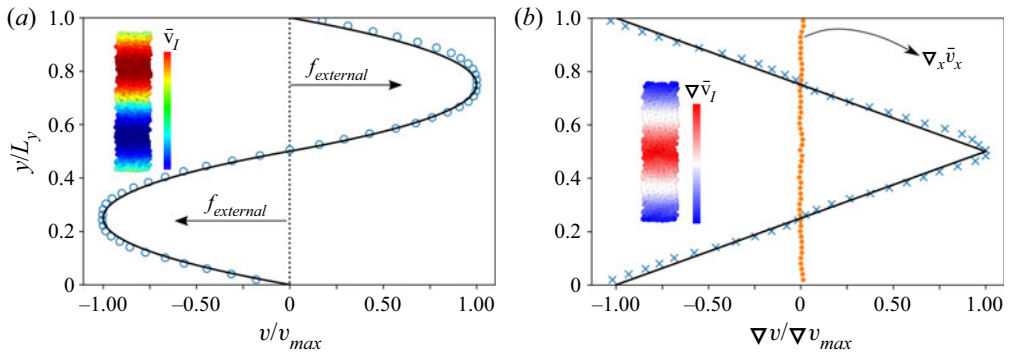 (a)
1.0
0.8
0.6
0.4
0.2
0
y/L_y
v̄_I
f_external
f_external
–1.00
–0.50
0
0.50
1.00
v/v_max
(b)
1.0
0.8
0.6
0.4
0.2
0
∇_x v̄_x
∇v̄_I
–1.00
–0.50
0
0.50
1.00
∇v/∇v_max